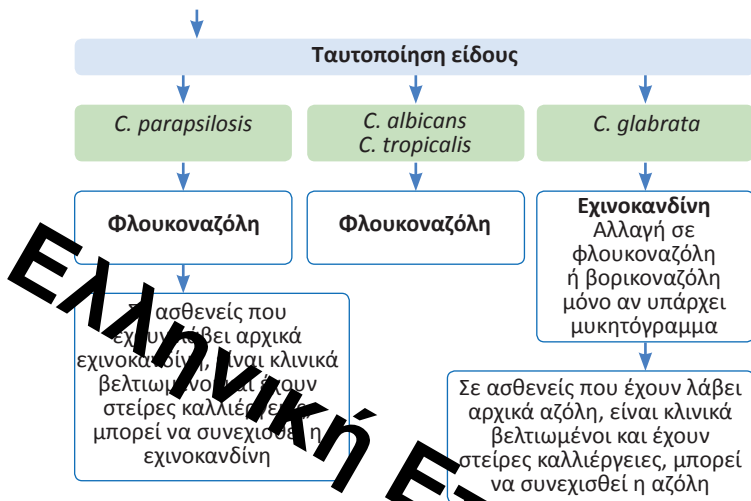 Ταυτοποίηση είδους
C. parapsilosis
C. albicans
C. tropicalis
C. glabrata
Φλουκοναζόλη
Φλουκοναζόλη
Εχινοκανδίνη
Αλλαγή σε
φλουκοναζόλη
ή βορικοναζόλη
μόνο αν υπάρχει
μυκητόγραμμα
Σε ασθενείς που
έχουν λάβει αρχικά
εχινοκανδίνη, είναι κλινικά
βελτιωμένοι και έχουν
στείρες καλλιέργειες,
μπορεί να συνεχισθεί η
εχινοκανδίνη
Σε ασθενείς που έχουν λάβει
αρχικά αζόλη, είναι κλινικά
βελτιωμένοι και έχουν
στείρες καλλιέργειες, μπορεί
να συνεχισθεί η αζόλη
Ελληνική